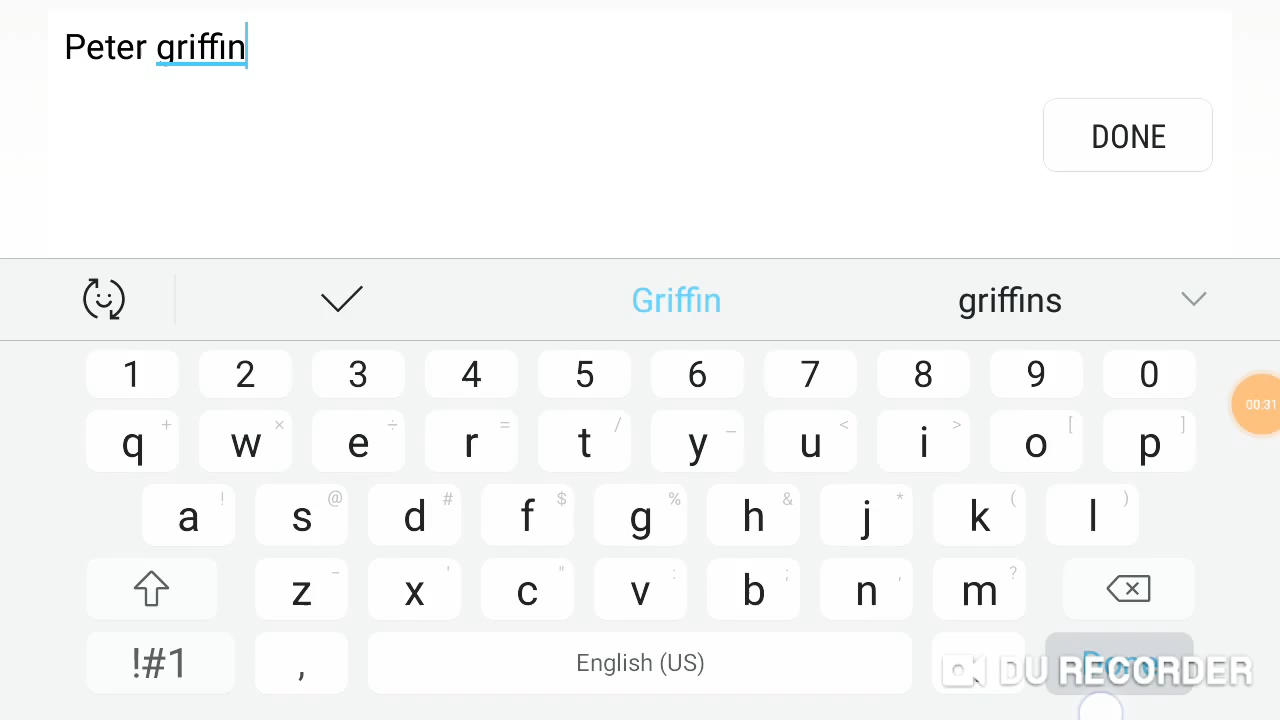 Peter griffin
DONE
Griffin griffins
1 2 3 4 5 6 7 8 9 0
00:31
q + w × e ÷ r = t / y _ u < i > o [ p ]
a ! s @ d # f $ g % h & j * k ( l )
z - x ' c " v : b ; n , m ?
!#1 , English (US) Done
DU RECORDER